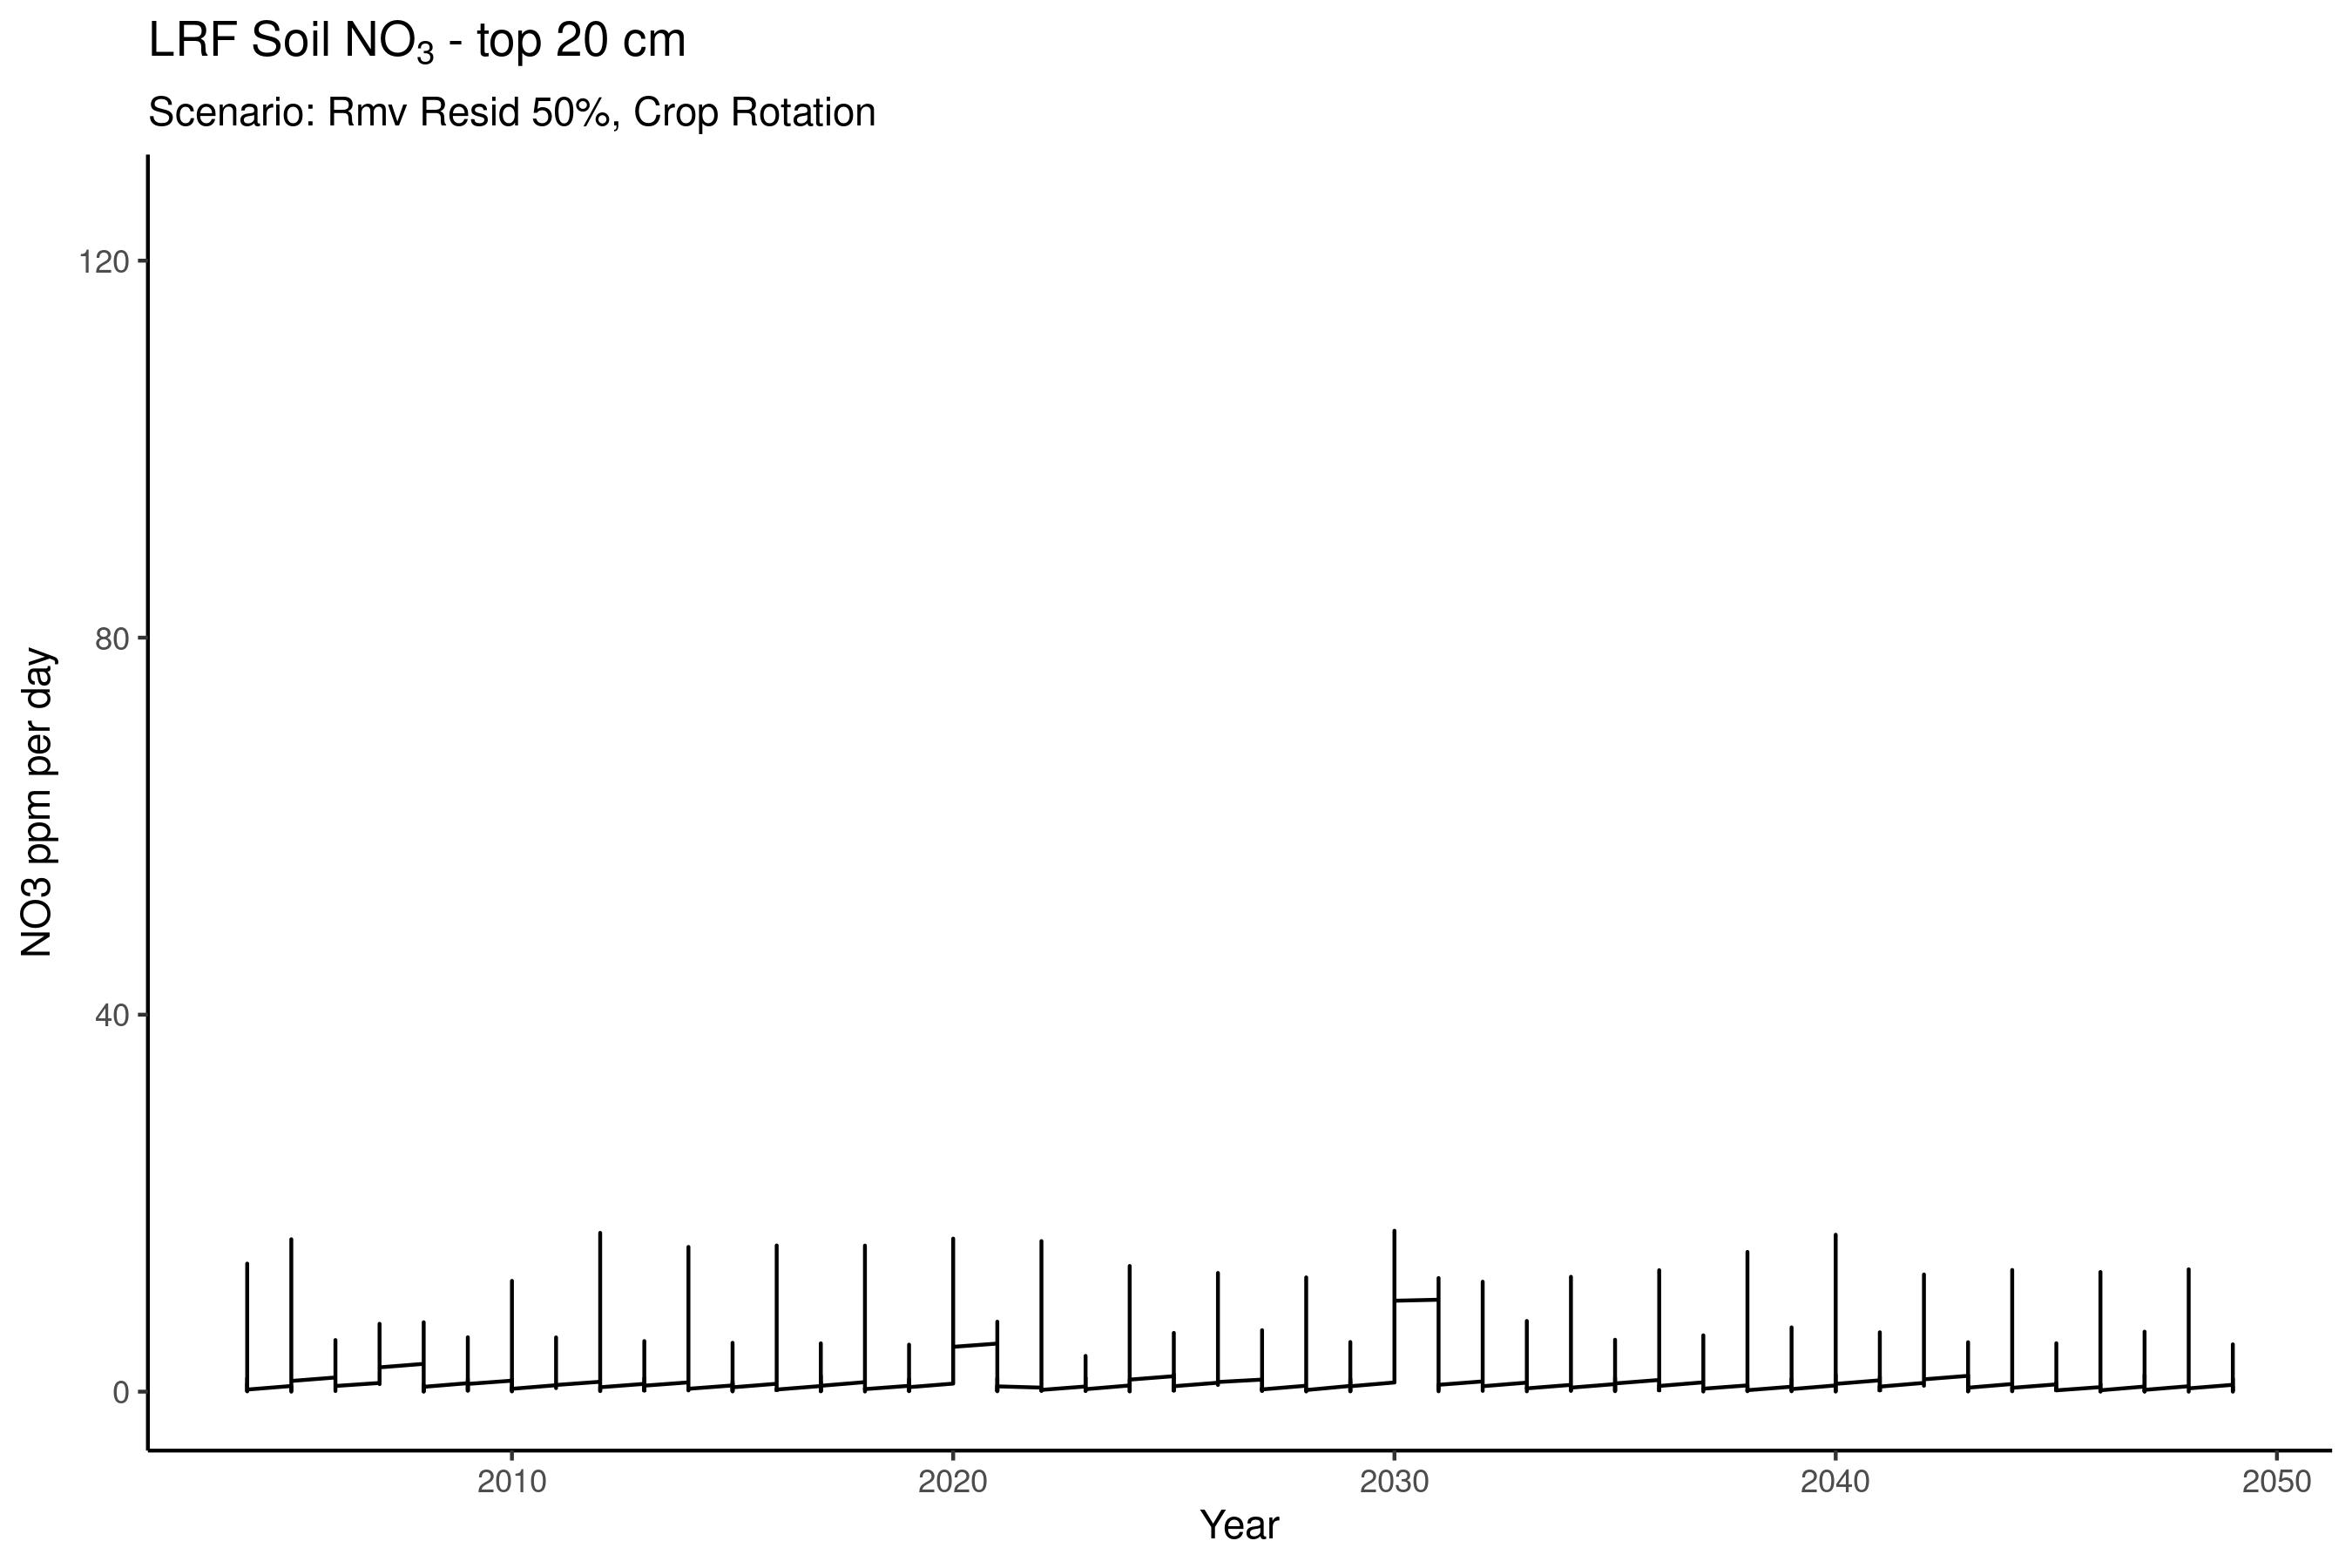 LRF Soil NO₃ - top 20 cm
Scenario: Rmv Resid 50%, Crop Rotation
NO3 ppm per day
120
80
40
0
2010 2020 2030 2040 2050
Year